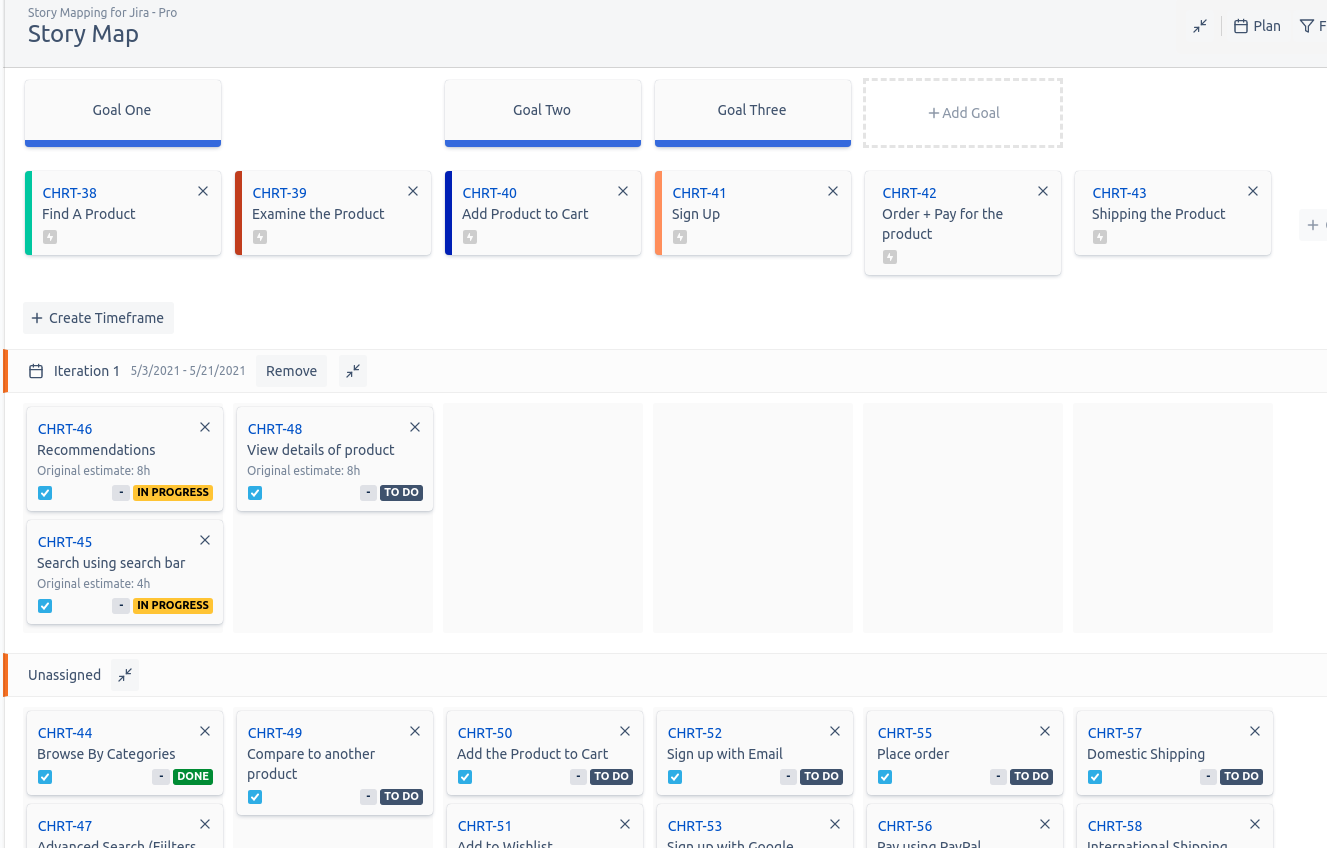 Story Mapping for Jira - Pro
Story Map
Plan
F
Goal One
Goal Two
Goal Three
+ Add Goal
CHRT-38
Find A Product
CHRT-39
Examine the Product
CHRT-40
Add Product to Cart
CHRT-41
Sign Up
CHRT-42
Order + Pay for the
product
CHRT-43
Shipping the Product
+
+ Create Timeframe
Iteration 1 5/3/2021 - 5/21/2021 Remove
CHRT-46
Recommendations
Original estimate: 8h
- IN PROGRESS
CHRT-48
View details of product
Original estimate: 8h
- TO DO
CHRT-45
Search using search bar
Original estimate: 4h
- IN PROGRESS
Unassigned
CHRT-44
Browse By Categories
- DONE
CHRT-49
Compare to another
product
- TO DO
CHRT-50
Add the Product to Cart
- TO DO
CHRT-52
Sign up with Email
- TO DO
CHRT-55
Place order
- TO DO
CHRT-57
Domestic Shipping
- TO DO
CHRT-47
Advanced Search (Fiilters
CHRT-51
Add to Wishlist
CHRT-53
Sign up with Google
CHRT-56
Pay using PayPal
CHRT-58
International Shipping